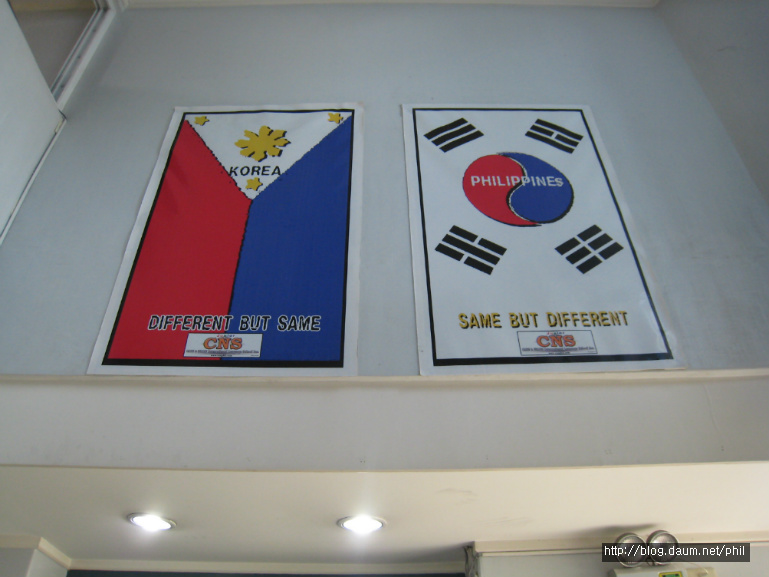 KOREA
DIFFERENT BUT SAME
CNS
PHILIPPINES
SAME BUT DIFFERENT
CNS
http://blog.daum.net/phil